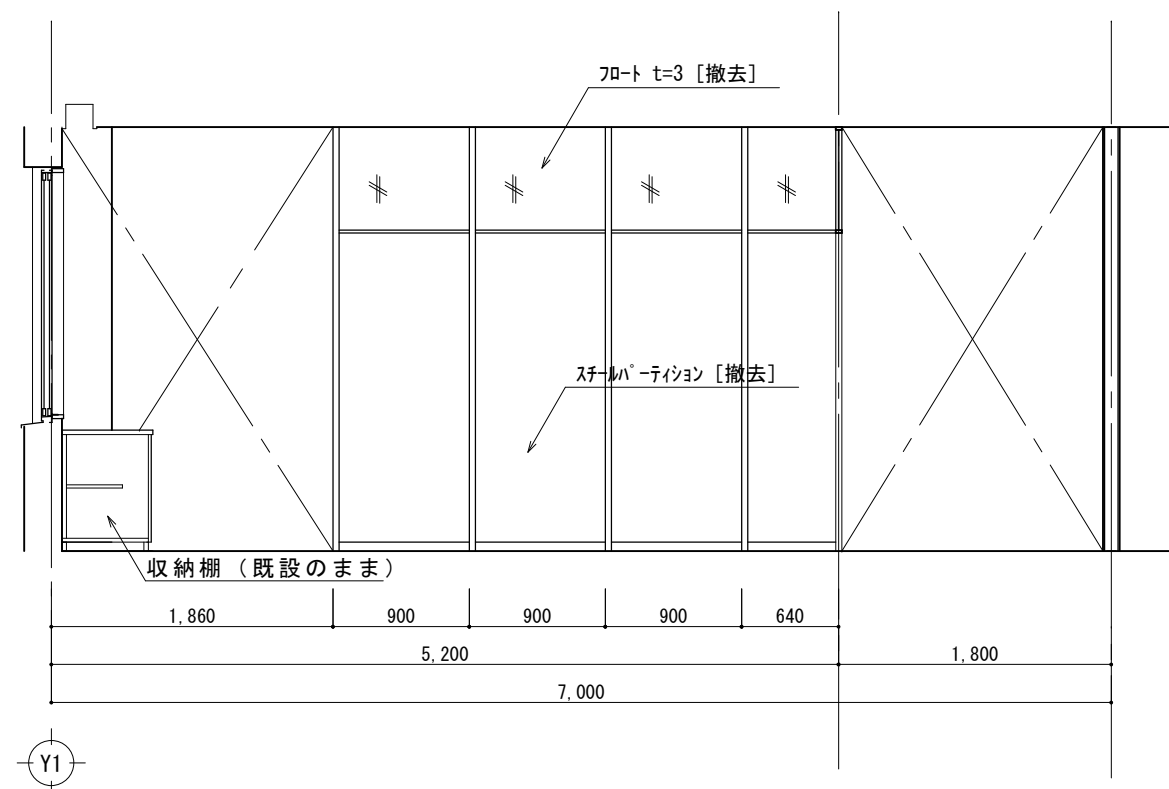 フロート t=3 [撤去]
スチールパーティション [撤去]
収納棚（既設のまま）
1,860 900 900 900 640
5,200 1,800
7,000
Y1